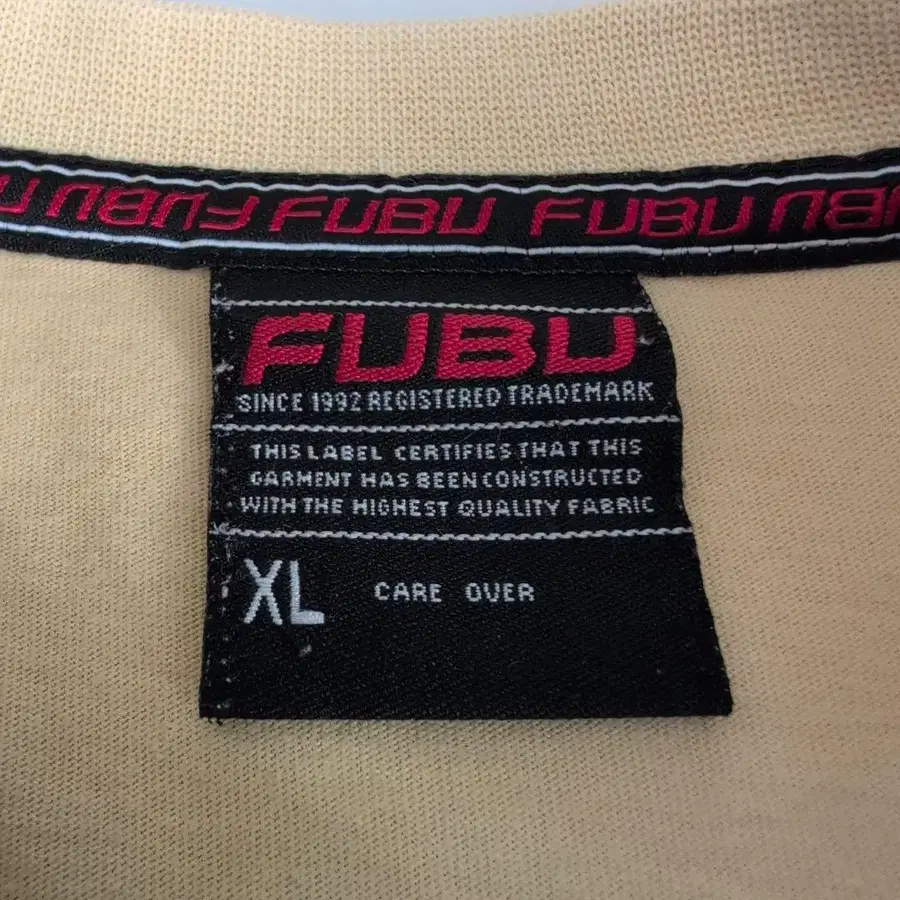 FUBU FUBU FUBU FUBU
FUBU
SINCE 1992 REGISTERED TRADEMARK
THIS LABEL CERTIFIES THAT THIS
GARMENT HAS BEEN CONSTRUCTED
WITH THE HIGHEST QUALITY FABRIC
XL CARE OVER